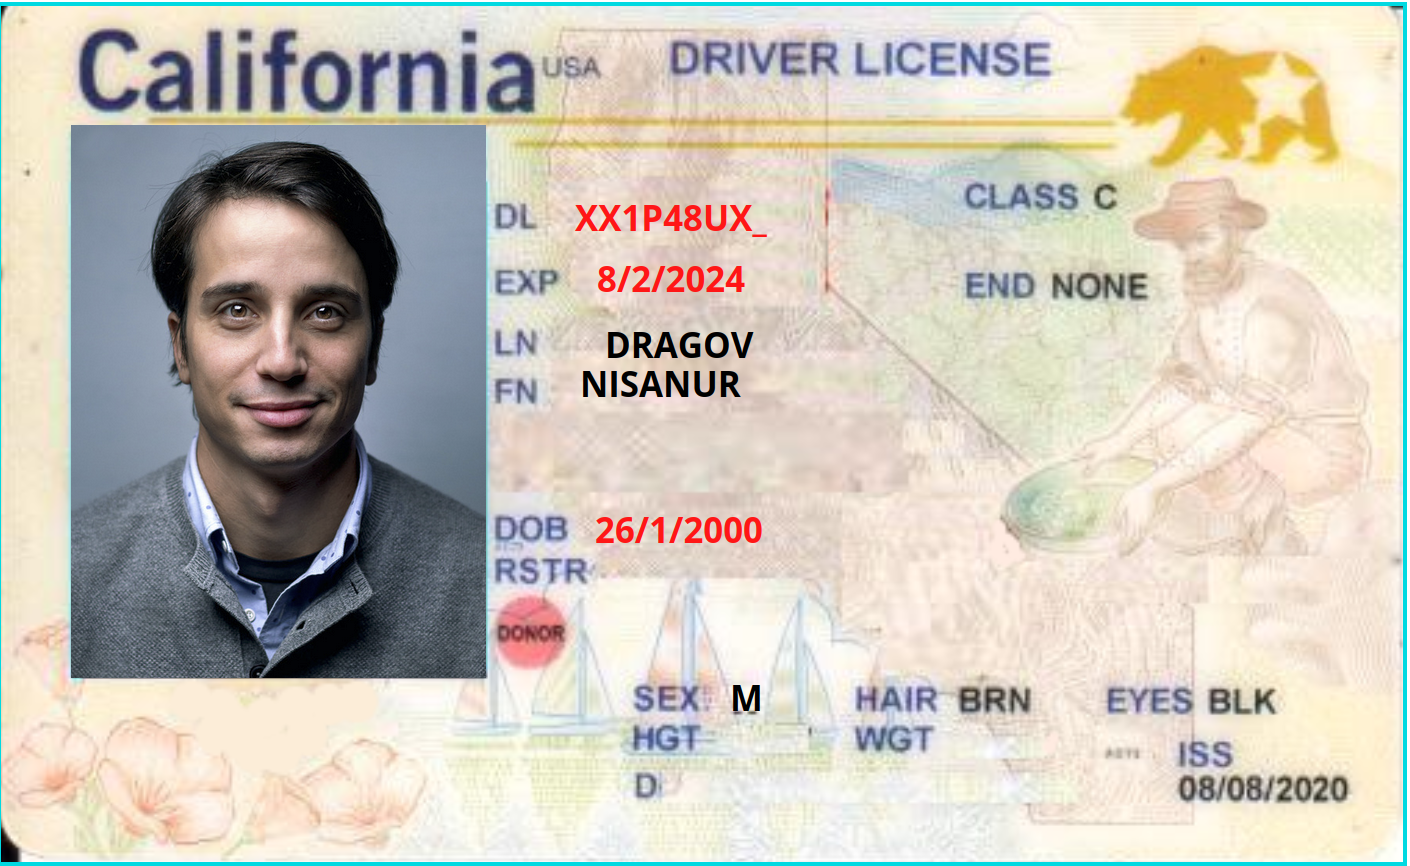 California USA DRIVER LICENSE
CLASS C
DL XX1P48UX_
EXP 8/2/2024
END NONE
LN DRAGOV
FN NISANUR
DOB 26/1/2000
RSTR
DONOR
SEX M HAIR BRN EYES BLK
HGT WGT
ISS
D
08/08/2020